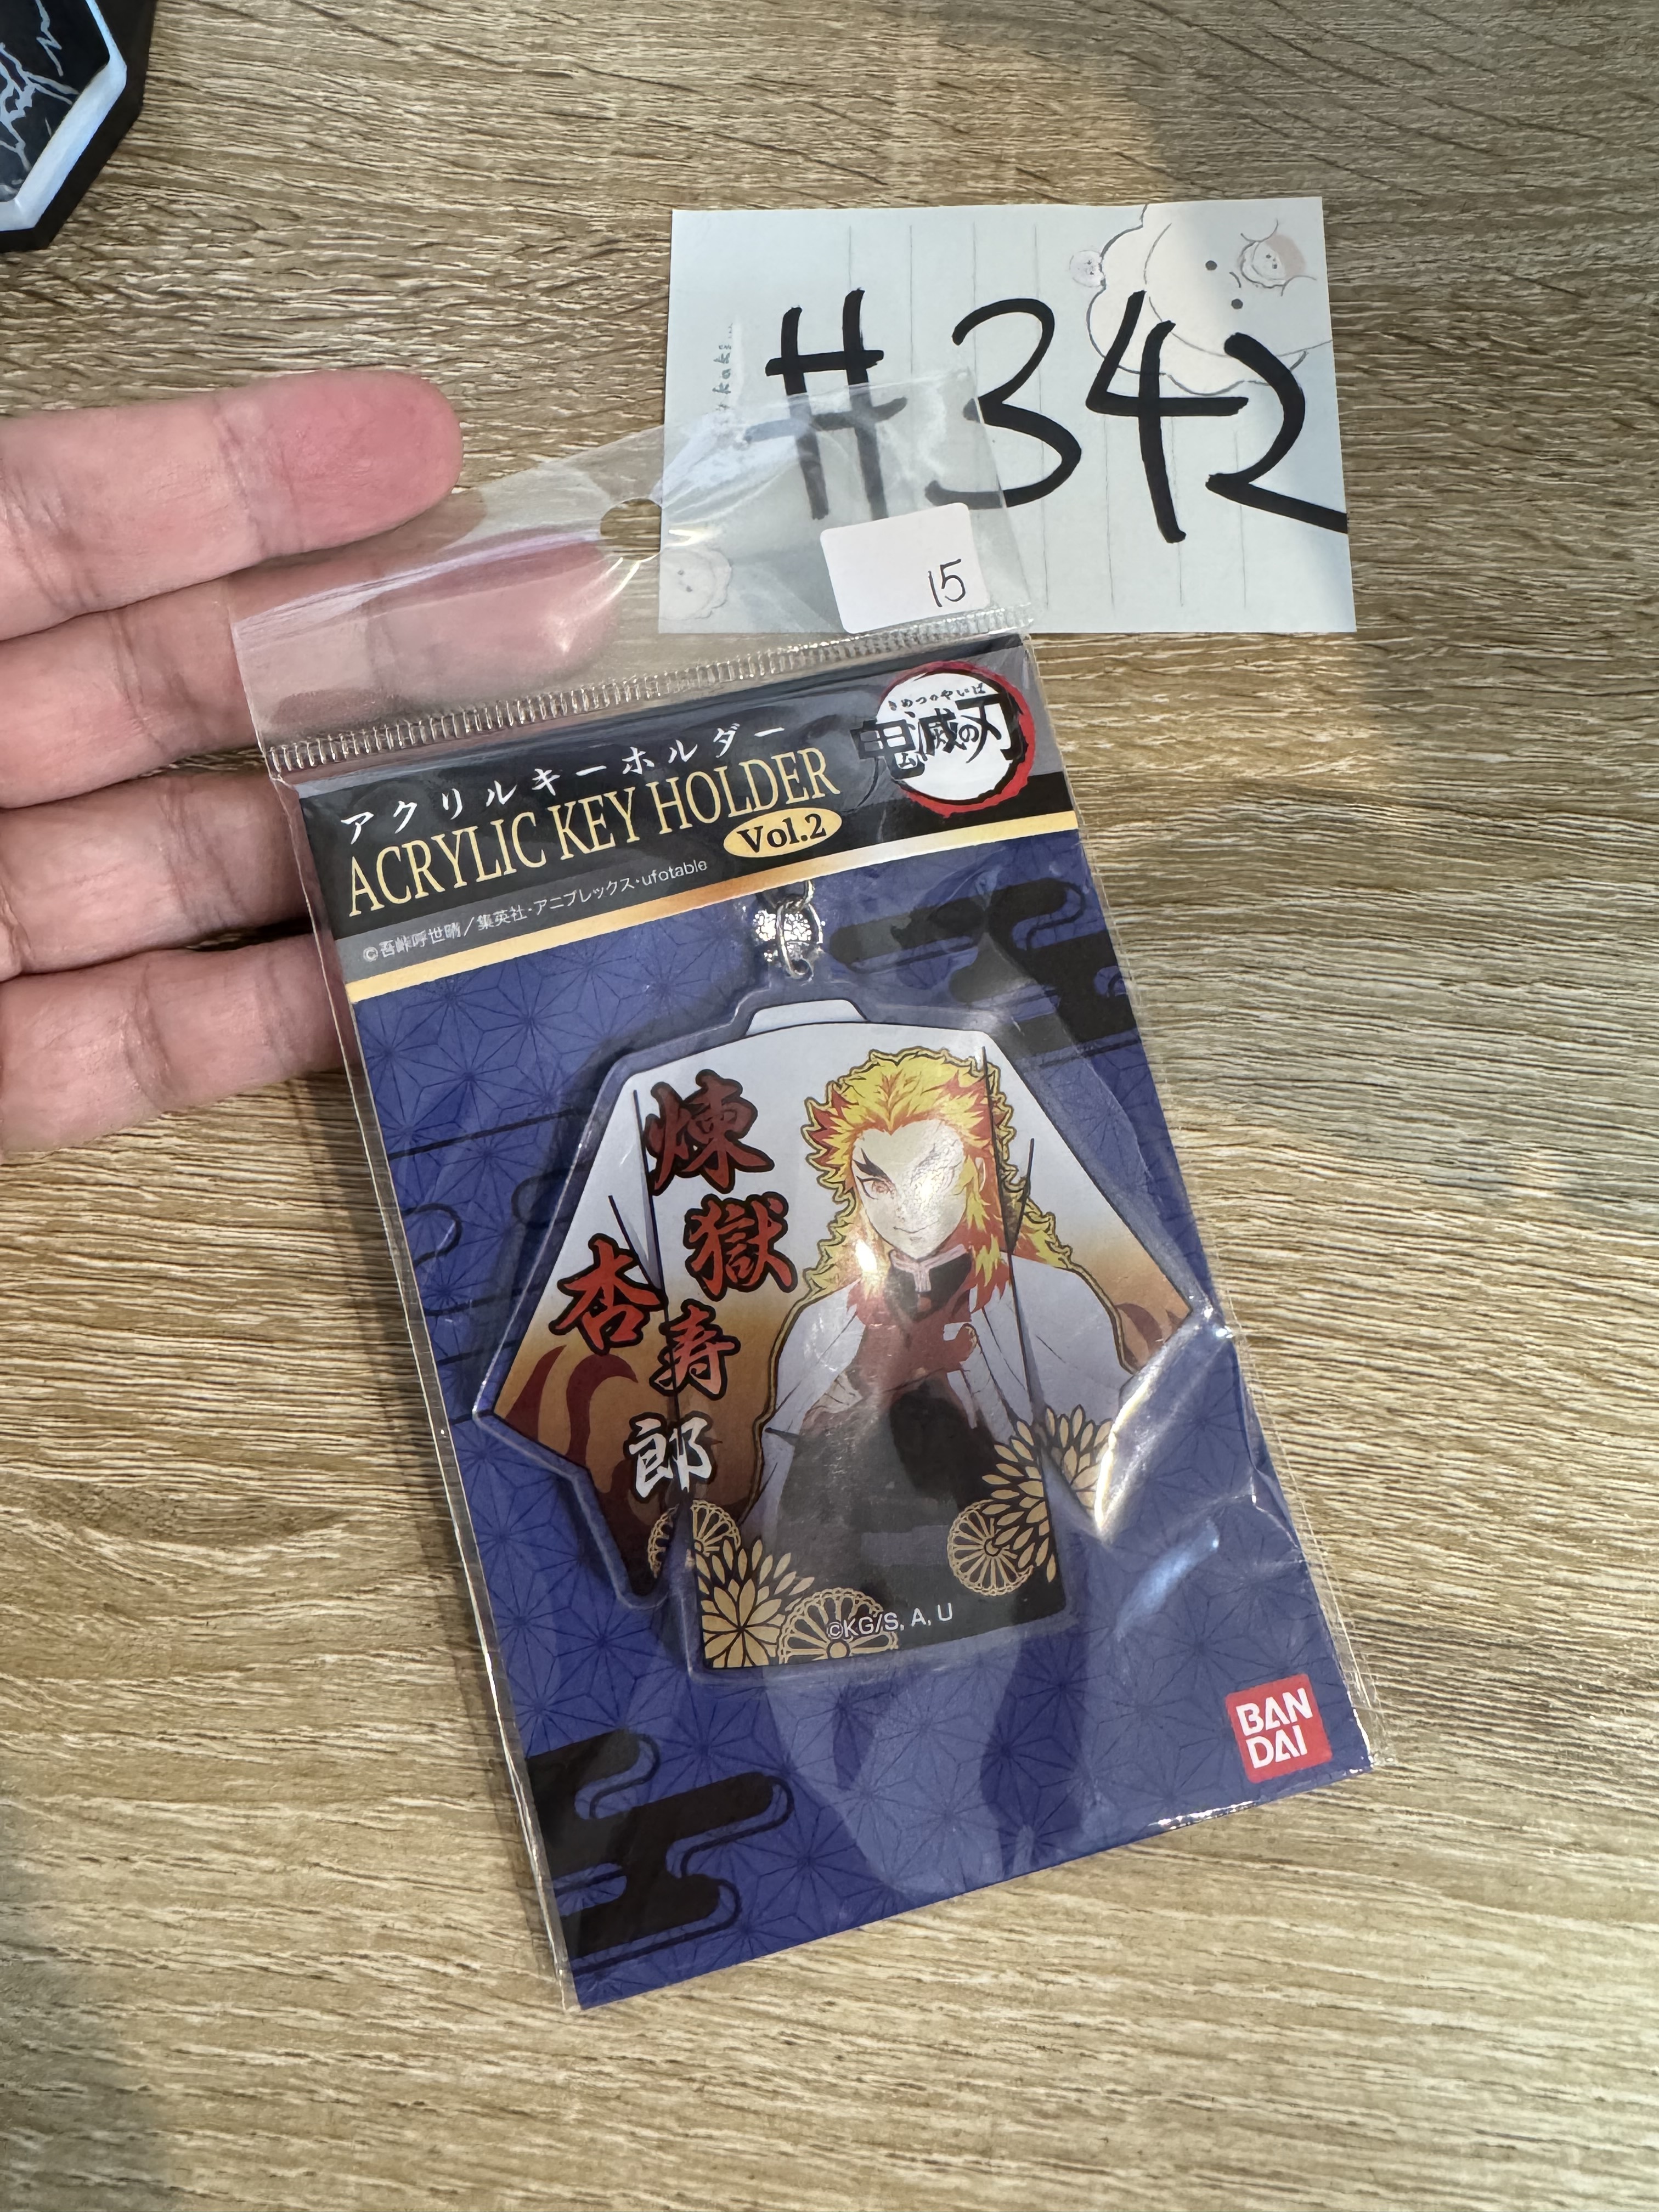 #342
15
きめつのやいば
鬼滅の刃
アクリルキーホルダー
ACRYLIC KEY HOLDER
Vol.2
©吾峠呼世晴／集英社・アニプレックス・ufotable
煉獄
杏寿郎
©KG/S, A, U
BAN
DAI